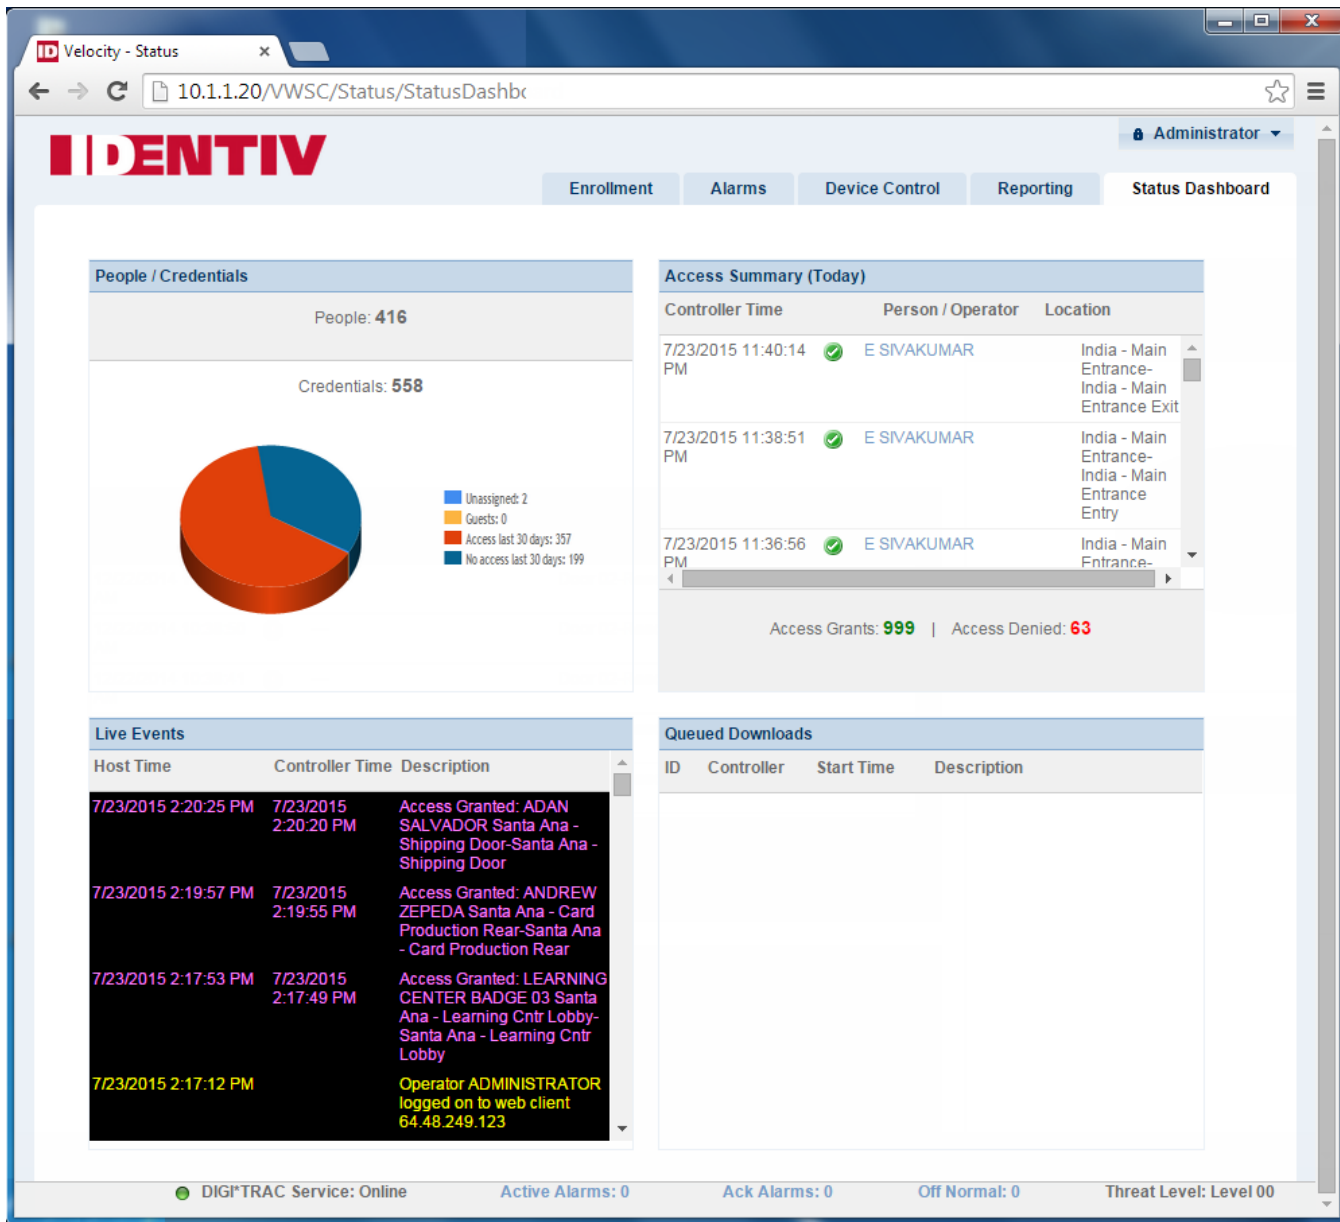 Velocity - Status
10.1.1.20/VWSC/Status/StatusDashbc
IDENTIV
Administrator
Enrollment Alarms Device Control Reporting Status Dashboard
People / Credentials
People: 416
Credentials: 558
Unassigned: 2
Guests: 0
Access last 30 days: 357
No access last 30 days: 199
Access Summary (Today)
Controller Time Person / Operator Location
7/23/2015 11:40:14 E SIVAKUMAR India - Main
PM Entrance-
India - Main
Entrance Exit
7/23/2015 11:38:51 E SIVAKUMAR India - Main
PM Entrance-
India - Main
Entrance
Entry
7/23/2015 11:36:56 E SIVAKUMAR India - Main
PM Entrance-
Access Grants: 999 | Access Denied: 63
Live Events
Host Time Controller Time Description
7/23/2015 2:20:25 PM 7/23/2015 Access Granted: ADAN
2:20:20 PM SALVADOR Santa Ana -
Shipping Door-Santa Ana -
Shipping Door
7/23/2015 2:19:57 PM 7/23/2015 Access Granted: ANDREW
2:19:55 PM ZEPEDA Santa Ana - Card
Production Rear-Santa Ana
- Card Production Rear
7/23/2015 2:17:53 PM 7/23/2015 Access Granted: LEARNING
2:17:49 PM CENTER BADGE 03 Santa
Ana - Learning Cntr Lobby-
Santa Ana - Learning Cntr
Lobby
7/23/2015 2:17:12 PM Operator ADMINISTRATOR
logged on to web client
64.48.249.123
Queued Downloads
ID Controller Start Time Description
DIGI*TRAC Service: Online Active Alarms: 0 Ack Alarms: 0 Off Normal: 0 Threat Level: Level 00